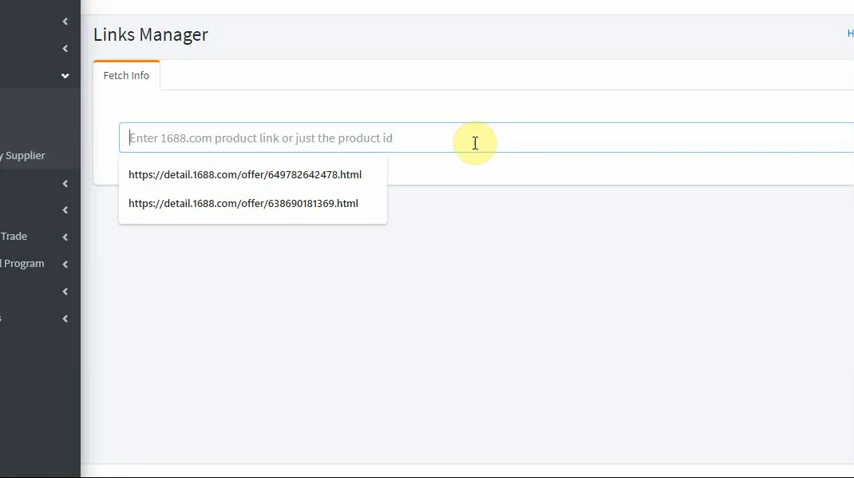 Links Manager
H
Fetch Info
Enter 1688.com product link or just the product id
https://detail.1688.com/offer/649782642478.html
https://detail.1688.com/offer/638690181369.html
y Supplier
Trade
l Program
s